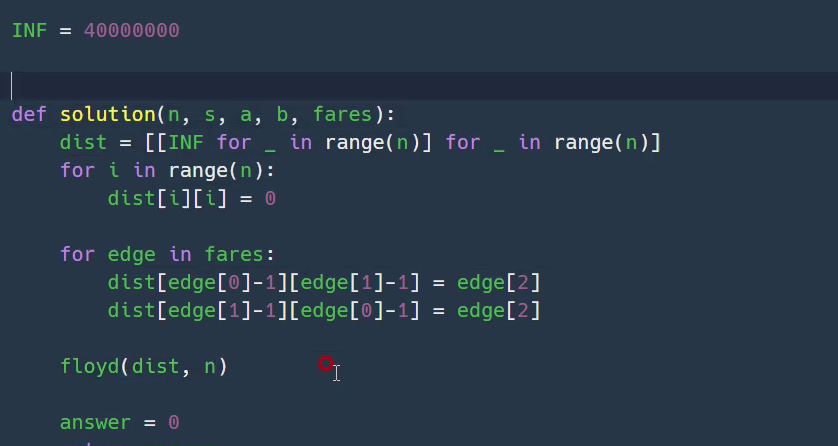 INF = 40000000
def solution(n, s, a, b, fares):
    dist = [[INF for _ in range(n)] for _ in range(n)]
    for i in range(n):
        dist[i][i] = 0
    for edge in fares:
        dist[edge[0]-1][edge[1]-1] = edge[2]
        dist[edge[1]-1][edge[0]-1] = edge[2]
    floyd(dist, n)
    answer = 0